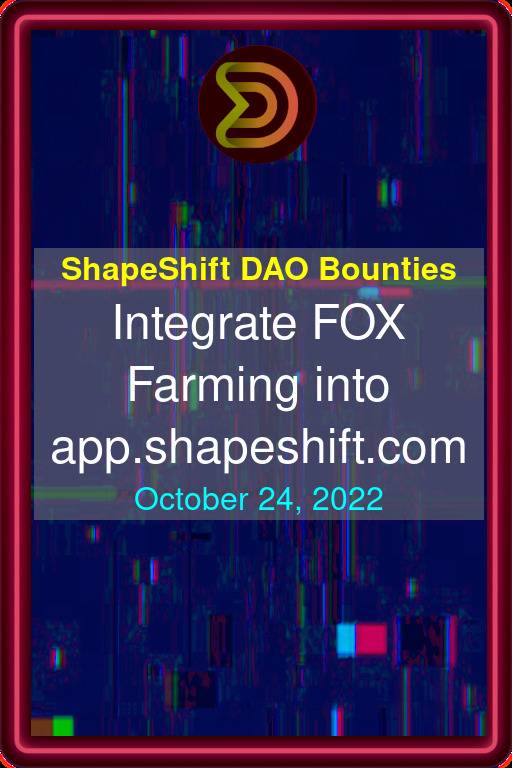 ShapeShift DAO Bounties
Integrate FOX
Farming into
app.shapeshift.com
October 24, 2022